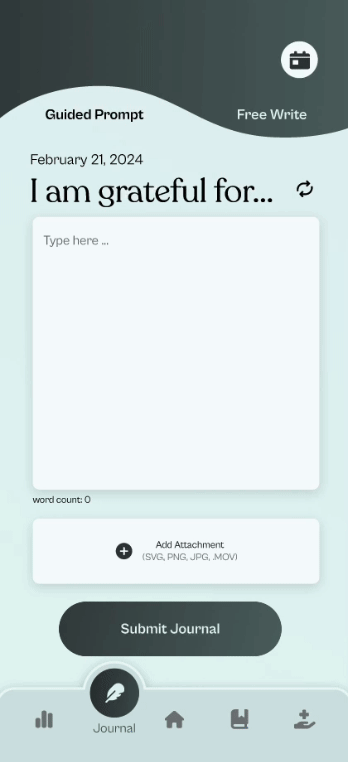 Guided Prompt
Free Write
February 21, 2024
I am grateful for...
Type here ...
word count: 0
Add Attachment
(SVG, PNG, JPG, .MOV)
Submit Journal
Journal